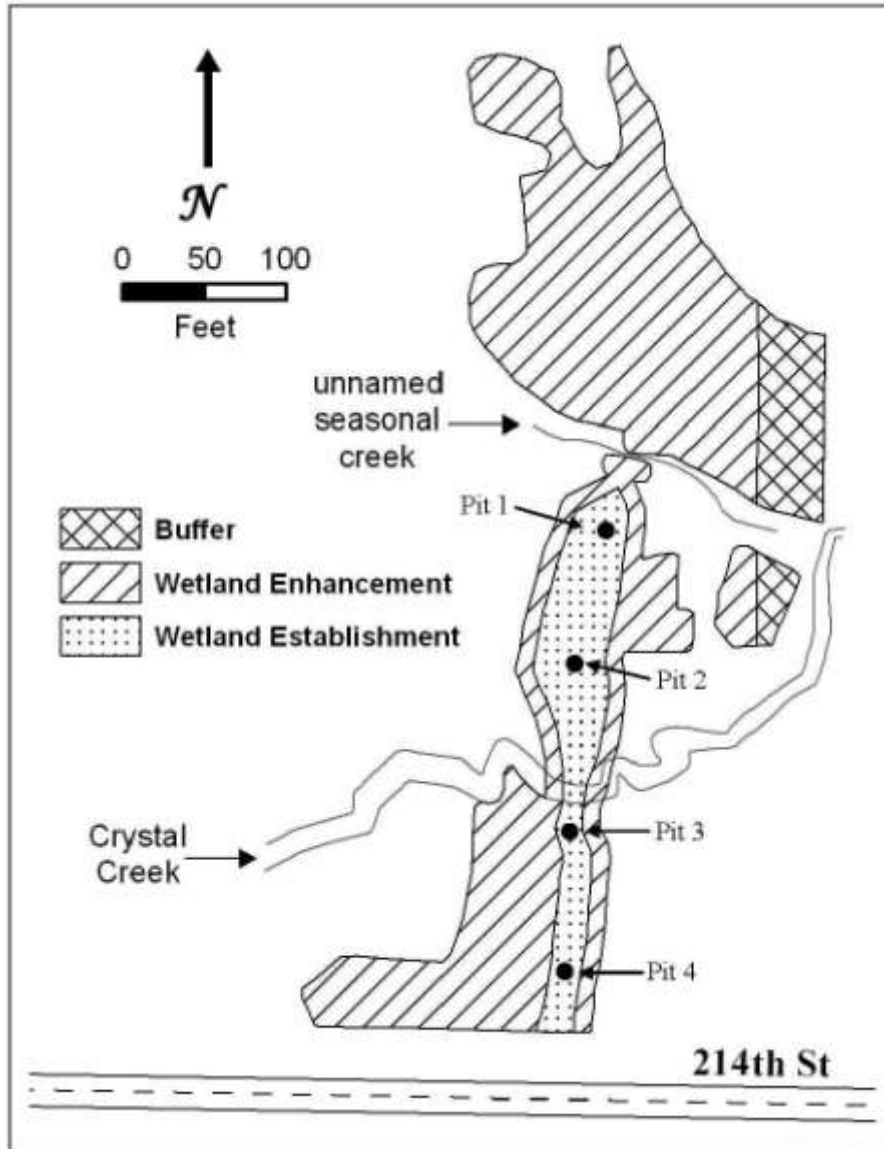 N
0 50 100
Feet
unnamed
seasonal
creek
Pit 1
Buffer
Wetland Enhancement
Wetland Establishment
Pit 2
Pit 3
Crystal
Creek
Pit 4
214th St